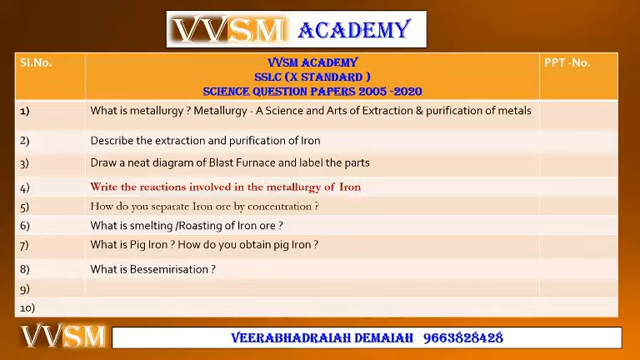 VVSM ACADEMY
Sl.No. VVSM ACADEMY PPT -No.
SSLC ( X STANDARD )
SCIENCE QUESTION PAPERS 2005 -2020
1) What is metallurgy ? Metallurgy - A Science and Arts of Extraction & purification of metals
2) Describe the extraction and purification of Iron
3) Draw a neat diagram of Blast Furnace and label the parts
4) Write the reactions involved in the metallurgy of Iron
5) How do you separate Iron ore by concentration ?
6) What is smelting /Roasting of Iron ore ?
7) What is Pig Iron ? How do you obtain pig Iron ?
8) What is Bessemirisation ?
9)
10)
VVSM VEERABHADRAIAH DEMAIAH 9663828428